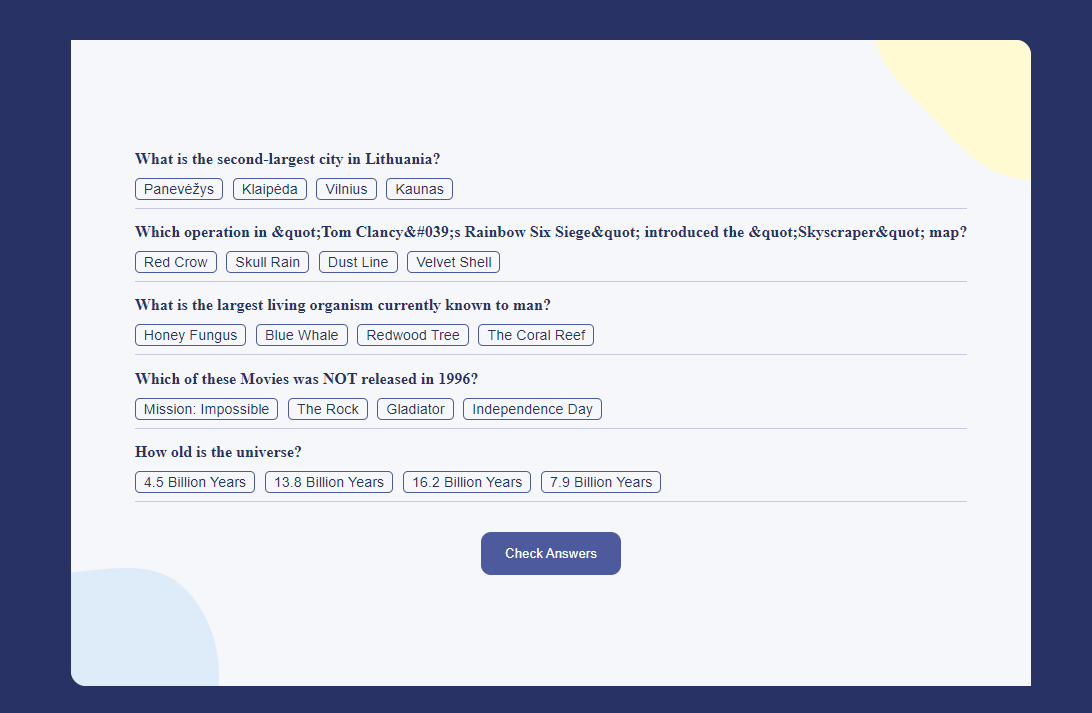 What is the second-largest city in Lithuania?
Panevėžys Klaipėda Vilnius Kaunas
Which operation in &quot;Tom Clancy&#039;s Rainbow Six Siege&quot; introduced the &quot;Skyscraper&quot; map?
Red Crow Skull Rain Dust Line Velvet Shell
What is the largest living organism currently known to man?
Honey Fungus Blue Whale Redwood Tree The Coral Reef
Which of these Movies was NOT released in 1996?
Mission: Impossible The Rock Gladiator Independence Day
How old is the universe?
4.5 Billion Years 13.8 Billion Years 16.2 Billion Years 7.9 Billion Years
Check Answers